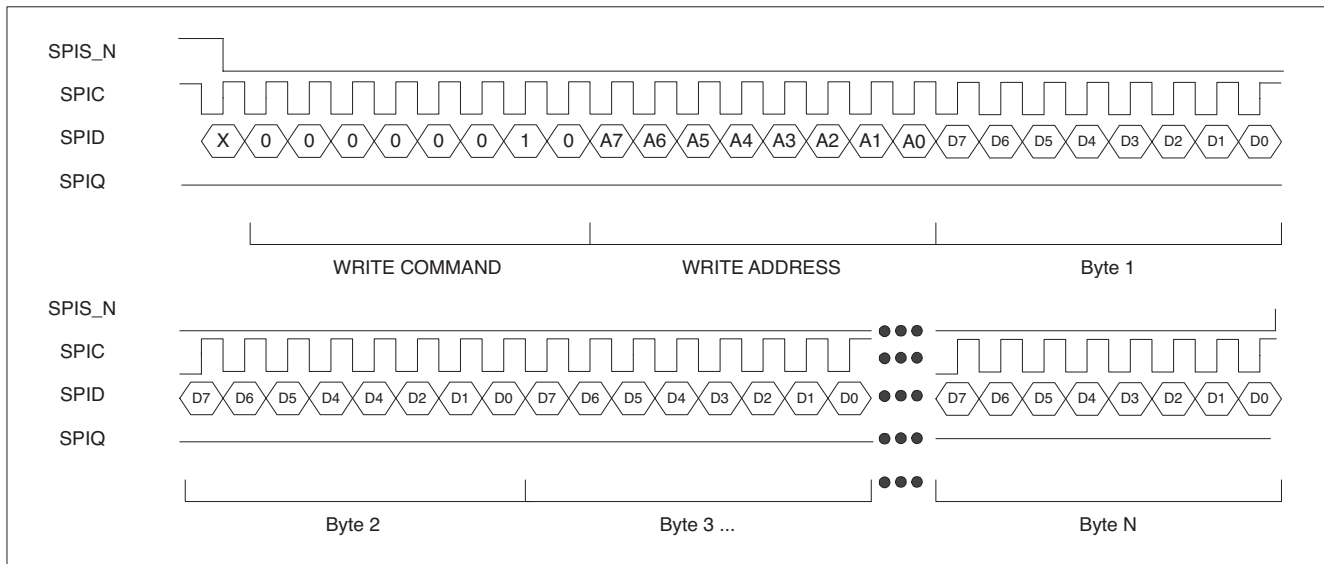 SPIS_N
SPIC
SPID X 0 0 0 0 0 0 1 0 A7 A6 A5 A4 A3 A2 A1 A0 D7 D6 D5 D4 D3 D2 D1 D0
SPIQ
WRITE COMMAND WRITE ADDRESS Byte 1
SPIS_N
SPIC
SPID D7 D6 D5 D4 D4 D2 D1 D0 D7 D6 D5 D4 D3 D2 D1 D0 D7 D6 D5 D4 D3 D2 D1 D0
SPIQ
Byte 2 Byte 3 ... Byte N